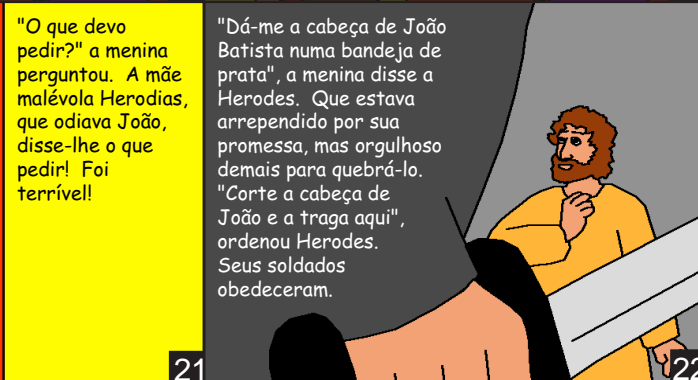 "O que devo
pedir?" a menina
perguntou.  A mãe
malévola Herodias,
que odiava João,
disse-lhe o que
pedir!  Foi
terrível!
21
"Dá-me a cabeça de João
Batista numa bandeja de
prata", a menina disse a
Herodes.  Que estava
arrependido por sua
promessa, mas orgulhoso
demais para quebrá-lo.
"Corte a cabeça de
João e a traga aqui",
ordenou Herodes.
Seus soldados
obedeceram.
22